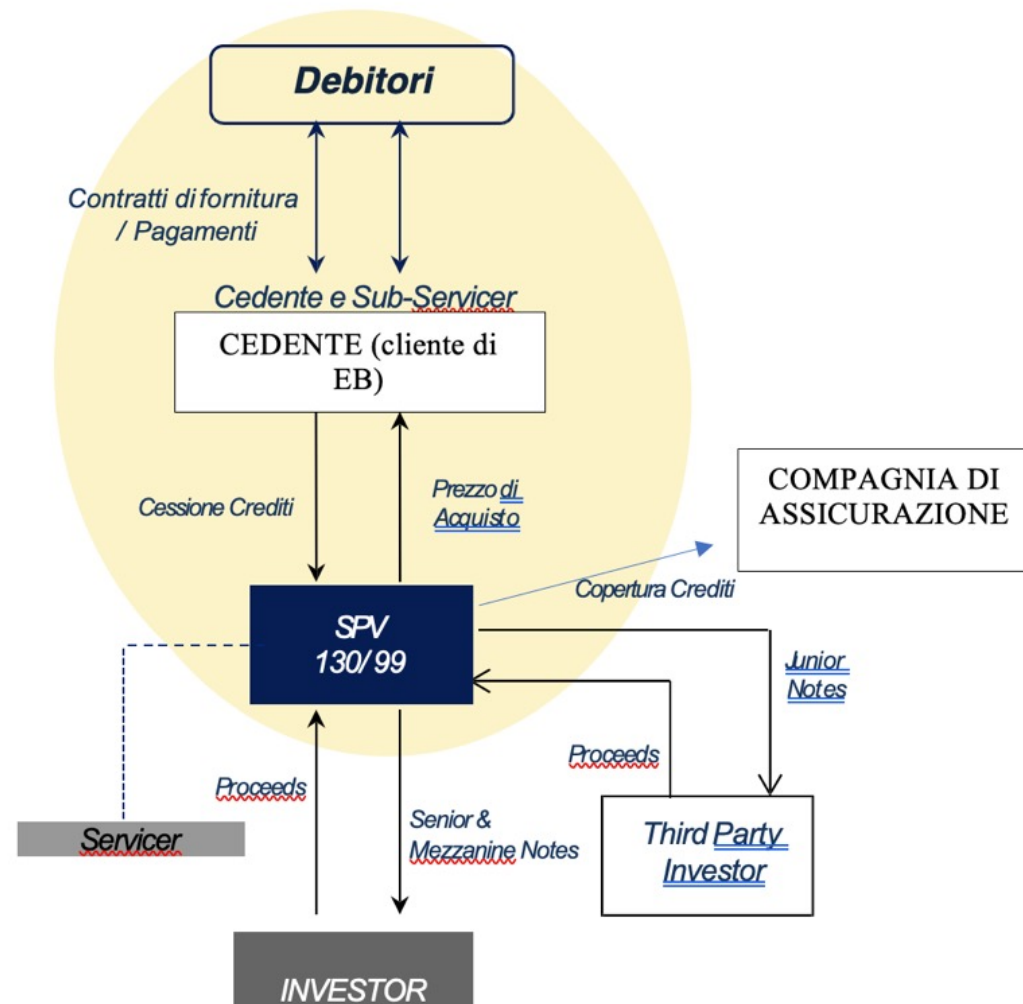 Debitori
Contratti di fornitura
/ Pagamenti
Cedente e Sub-Servicer
CEDENTE (cliente di
EB)
Cessione Crediti
Prezzo di
Acquisto
COMPAGNIA DI
ASSICURAZIONE
Copertura Crediti
SPV
130/ 99
Junior
Notes
Proceeds
Proceeds
Servicer
Senior &
Mezzanine Notes
Third Party
Investor
INVESTOR